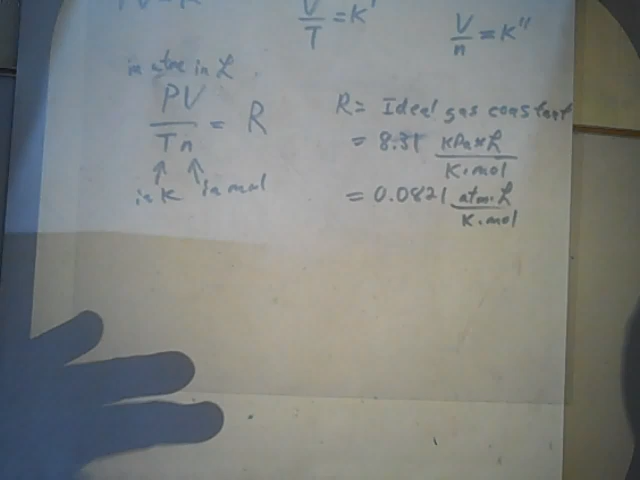 PV = K
V/T = K'
V/n = K"
in atm in L
PV/Tn = R
in K in mol
R = Ideal gas constant
= 8.31 kPa×L/K·mol
= 0.0821 atm·L/K·mol